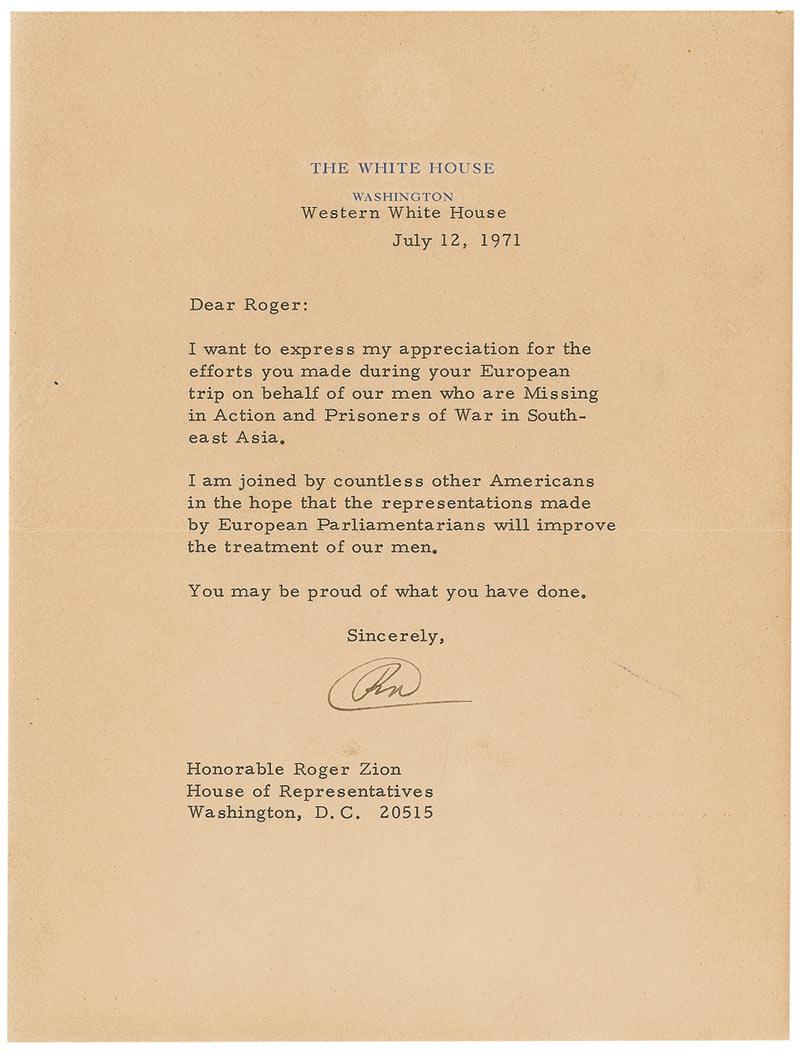 THE WHITE HOUSE
WASHINGTON
Western White House
July 12, 1971
Dear Roger:
I want to express my appreciation for the
efforts you made during your European
trip on behalf of our men who are Missing
in Action and Prisoners of War in South-
east Asia.
I am joined by countless other Americans
in the hope that the representations made
by European Parliamentarians will improve
the treatment of our men.
You may be proud of what you have done.
Sincerely,
RN
Honorable Roger Zion
House of Representatives
Washington, D. C. 20515